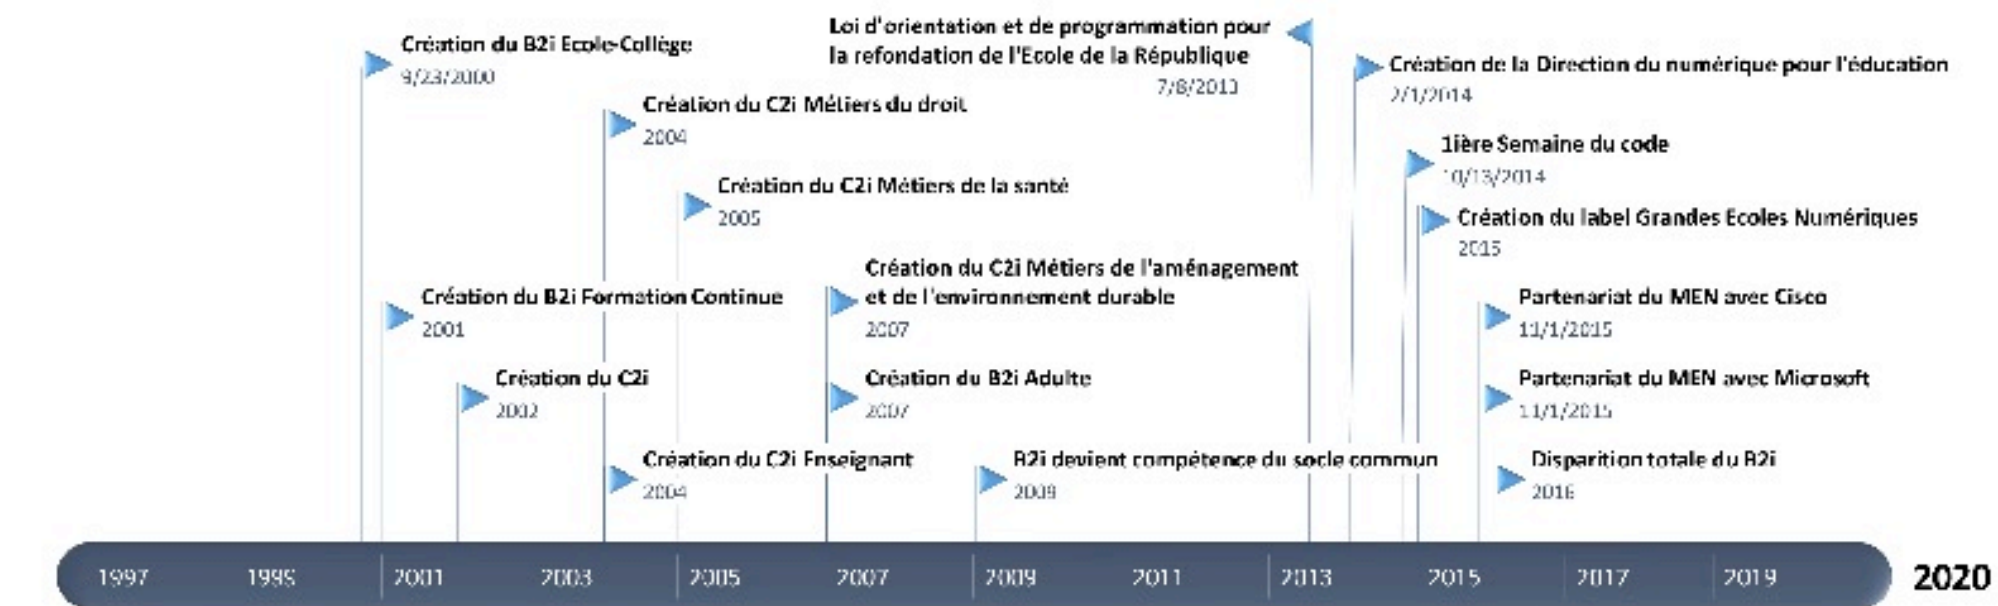 Création du B2i Ecole-Collège
9/23/2000
Création du C2i Métiers du droit
2004
Création du C2i Métiers de la santé
2005
Création du B2i Formation Continue
2001
Création du C2i
2002
Création du C2i Enseignant
2004
Création du C2i Métiers de l'aménagement
et de l'environnement durable
2007
Création du B2i Adulte
2007
B2i devient compétence du socle commun
2009
Loi d'orientation et de programmation pour
la refondation de l'Ecole de la République
7/8/2013
Création de la Direction du numérique pour l'éducation
2/1/2014
1ière Semaine du code
10/13/2014
Création du label Grandes Ecoles Numériques
2015
Partenariat du MEN avec Cisco
11/1/2015
Partenariat du MEN avec Microsoft
11/1/2015
Disparition totale du B2i
2016
1997 1999 2001 2003 2005 2007 2009 2011 2013 2015 2017 2019 2020